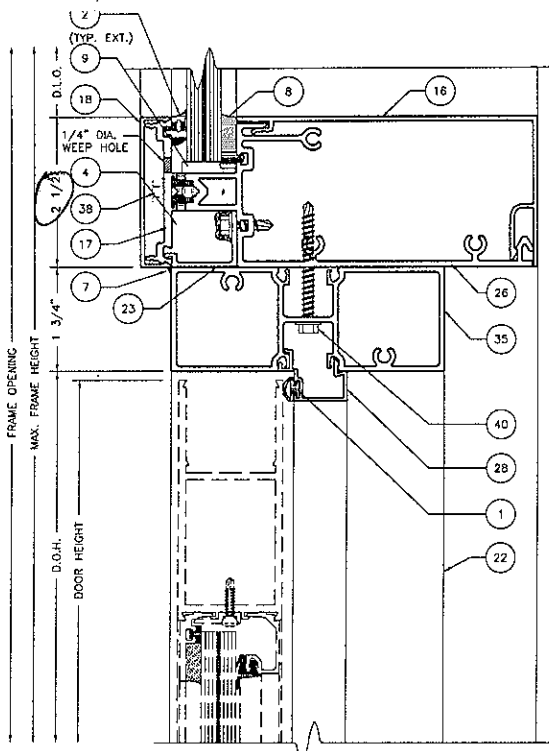 2
(TYP. EXT.)
9
8
16
18
1/4" DIA.
WEEP HOLE
4
38
17
7
23
26
35
40
28
1
22
D.L.O.
2 1/2
1 3/4"
FRAME OPENING
MAX. FRAME HEIGHT
D.O.H.
DOOR HEIGHT